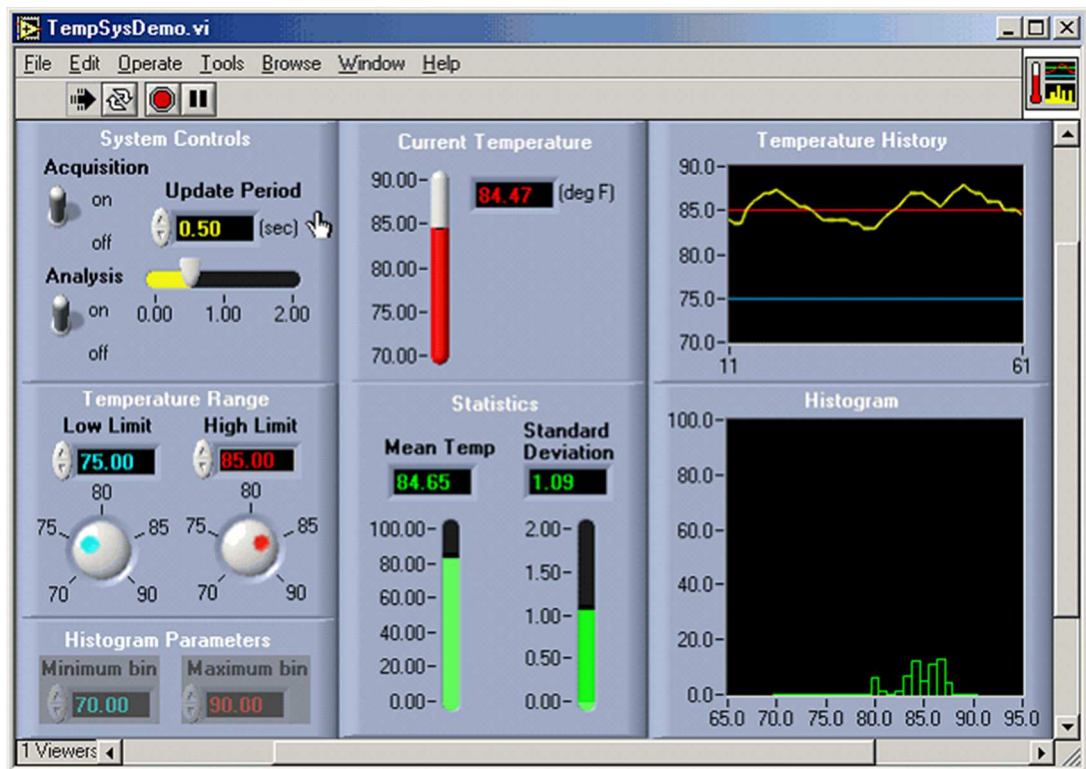 TempSysDemo.vi
File Edit Operate Tools Browse Window Help
System Controls
Acquisition
on
off
Update Period
0.50 (sec)
Analysis
on
off
0.00 1.00 2.00
Current Temperature
90.00
85.00
80.00
75.00
70.00
84.47 (deg F)
Temperature History
90.0
85.0
80.0
75.0
70.0
11 61
Temperature Range
Low Limit High Limit
75.00 85.00
80 80
75 85 75 85
70 90 70 90
Statistics
Mean Temp
Standard
Deviation
84.65 1.09
100.00 2.00
80.00 1.50
60.00
40.00 1.00
20.00 0.50
0.00 0.00
Histogram
100.0
80.0
60.0
40.0
20.0
0.0
65.0 70.0 75.0 80.0 85.0 90.0 95.0
Histogram Parameters
Minimum bin Maximum bin
70.00 90.00
1 Viewers